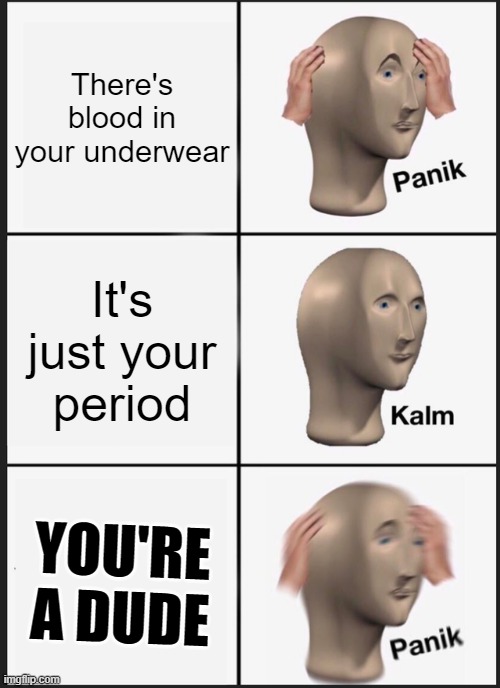 There's
blood in
your underwear
Panik
It's
just your
period
Kalm
YOU'RE
A DUDE
Panik
imgflip.com